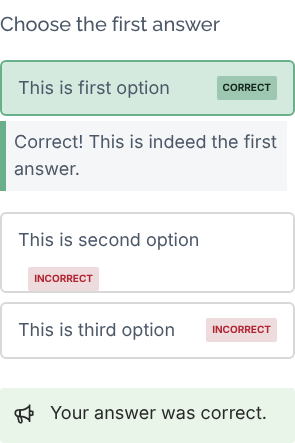 Choose the first answer
This is first option CORRECT
Correct! This is indeed the first
answer.
This is second option
INCORRECT
This is third option INCORRECT
Your answer was correct.